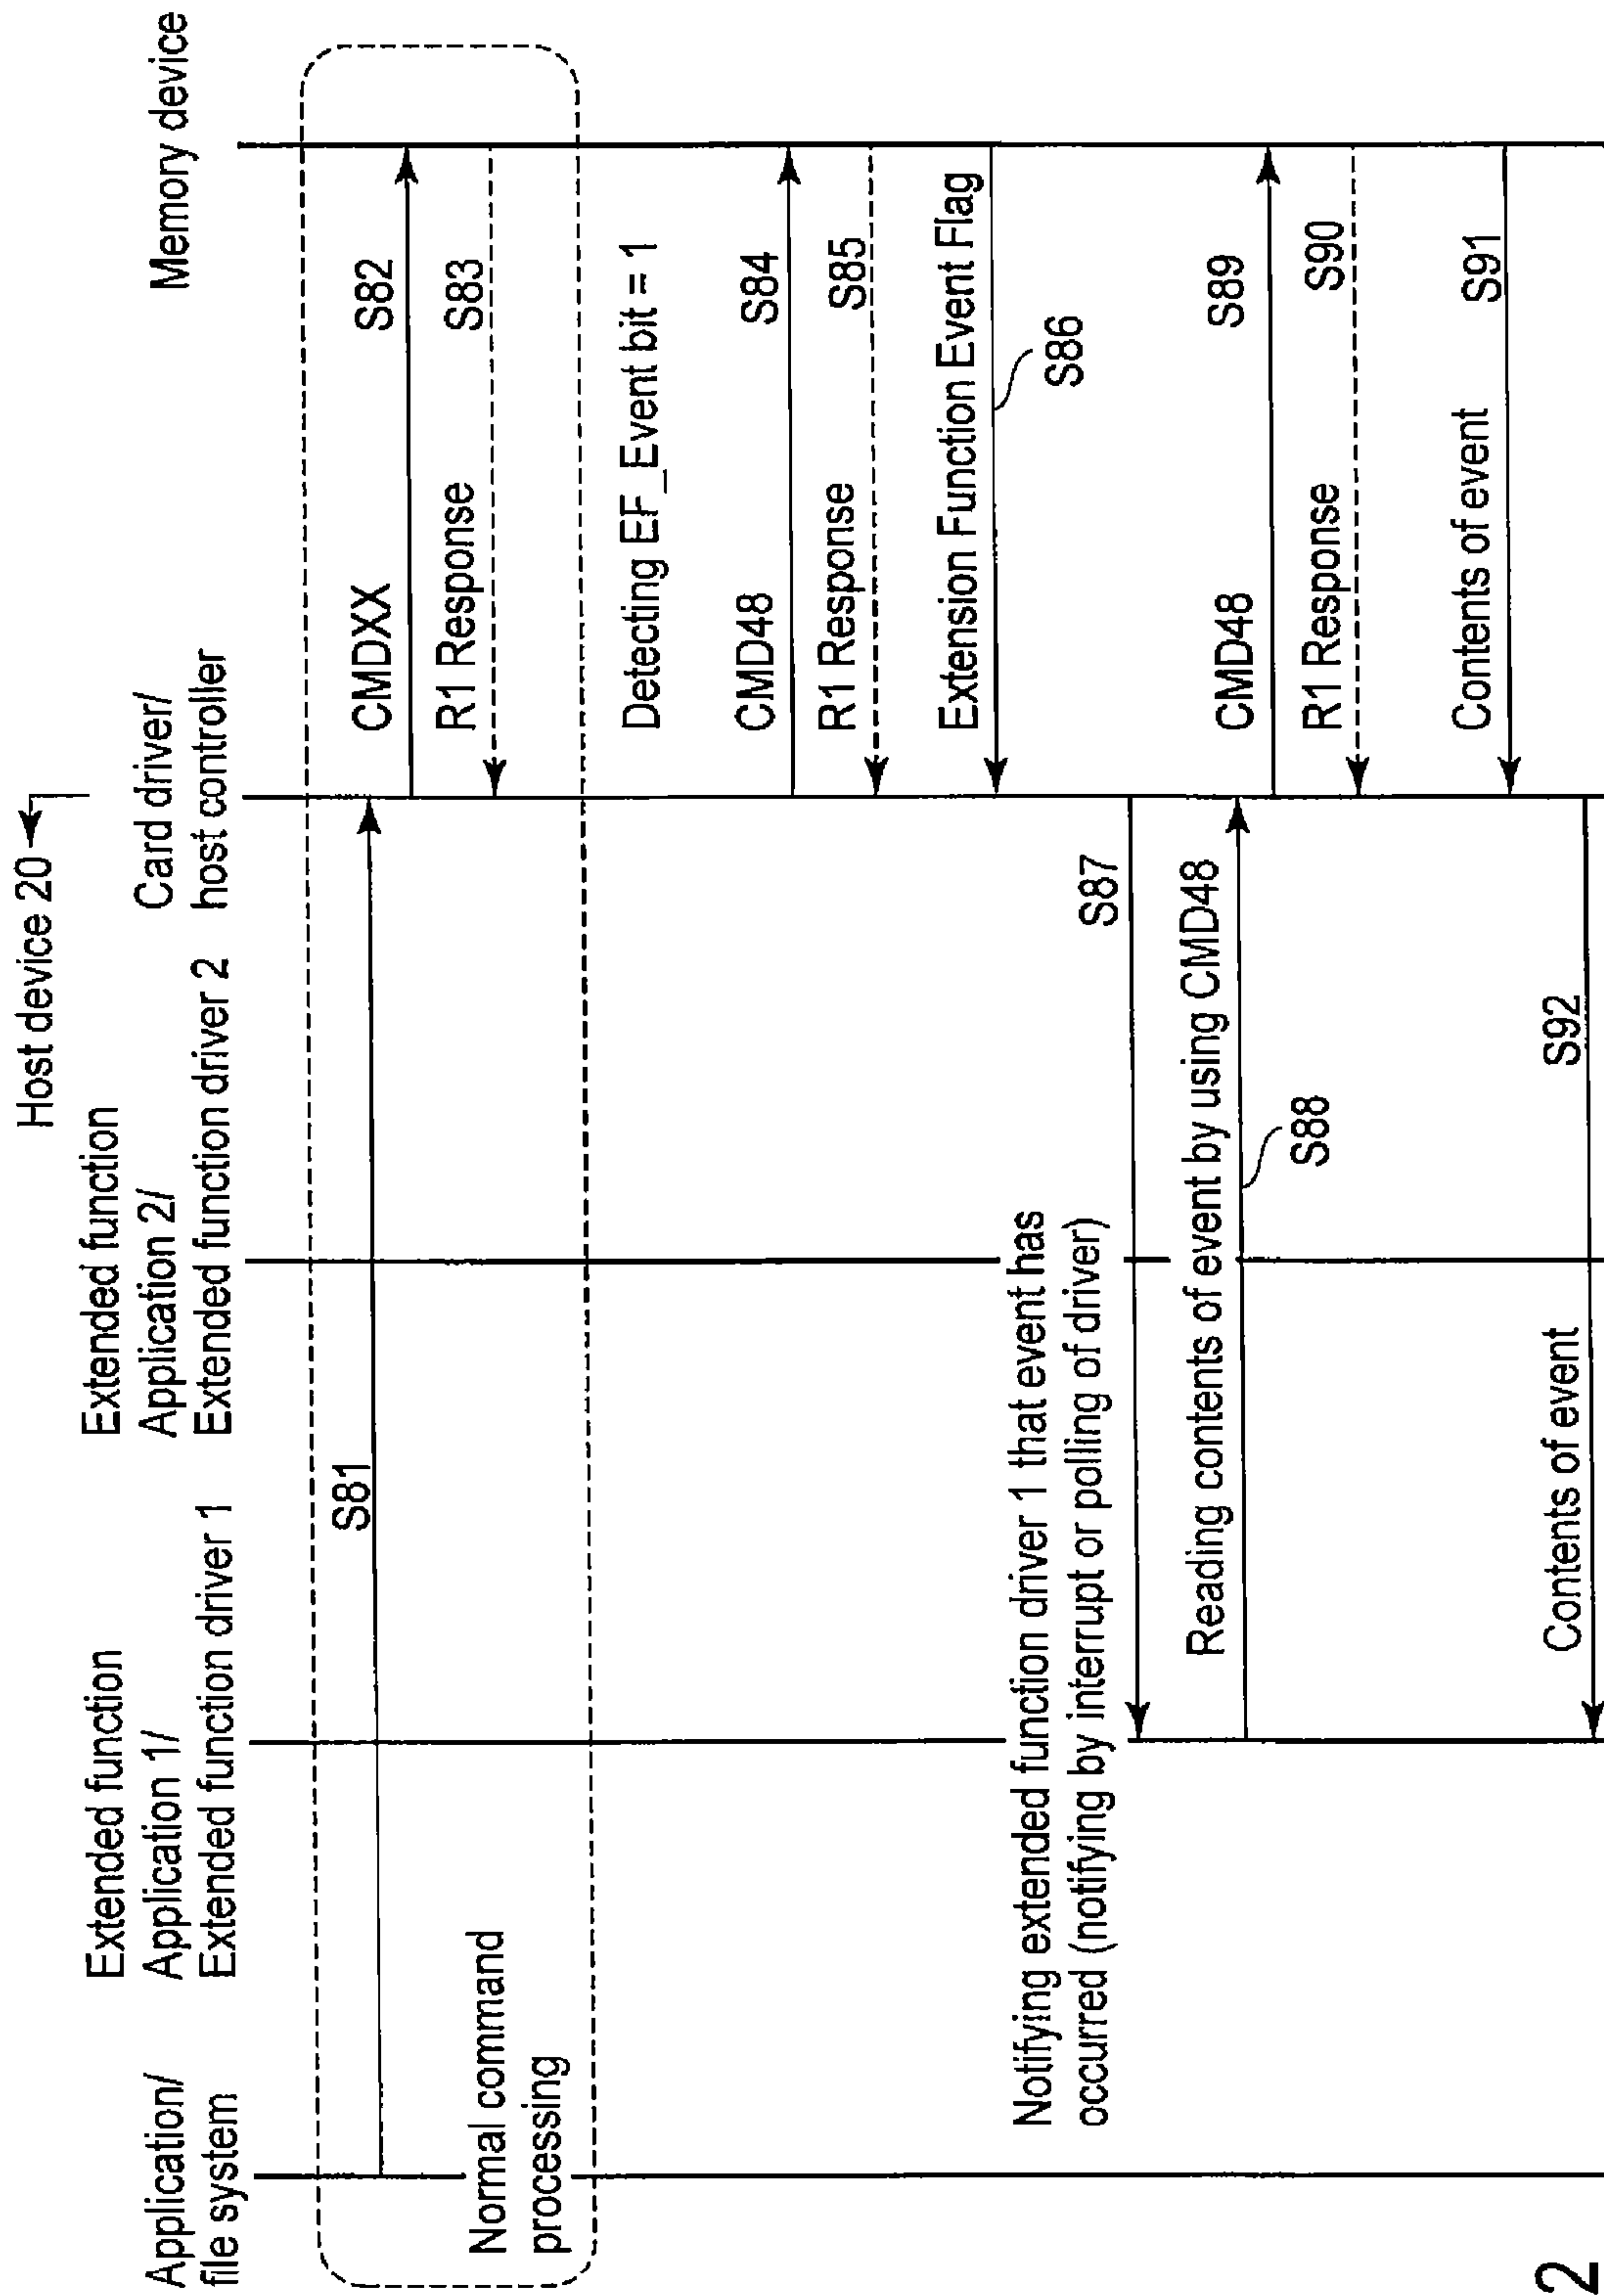 Host device 20
Application/
file system
Extended function
Application 1/
Extended function driver 1
Extended function
Application 2/
Extended function driver 2
Card driver/
host controller
Memory device
S81
CMDXX
S82
R1 Response
S83
Normal command
processing
Detecting EF_Event bit = 1
CMD48
S84
R1 Response
S85
Extension Function Event Flag
S86
Notifying extended function driver 1 that event has
occurred (notifying by interrupt or polling of driver)
S87
Reading contents of event by using CMD48
S88
CMD48
S89
R1 Response
S90
Contents of event
S91
Contents of event
S92
2